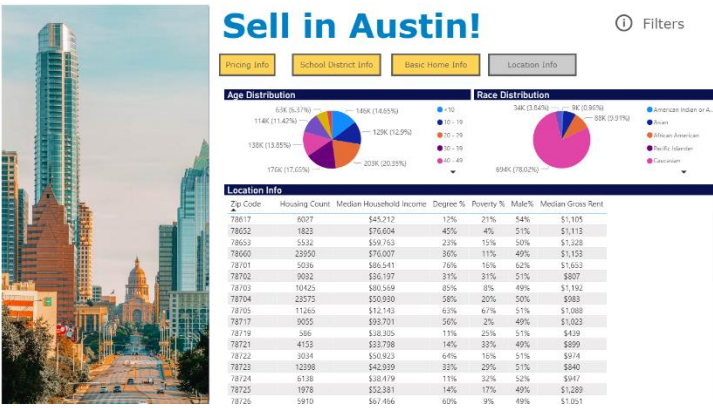 Sell in Austin!
Filters
Pricing Info
School District Info
Basic Home Info
Location Info
Age Distribution
63K (6.37%)
146K (14.65%)
114K (11.42%)
129K (12.9%)
138K (13.85%)
203K (20.35%)
176K (17.65%)
<10
10 - 19
20 - 29
30 - 39
40 - 49
Race Distribution
34K (3.84%)
9K (0.96%)
88K (9.91%)
694K (78.02%)
American Indian or A...
Asian
African American
Pacific Islander
Caucasian
Location Info
Zip Code Housing Count Median Household Income Degree % Poverty % Male% Median Gross Rent
78617 6027 $45,212 12% 21% 54% $1,105
78652 1823 $76,604 45% 4% 51% $1,113
78653 5532 $59,763 23% 15% 50% $1,328
78660 23950 $76,007 36% 11% 49% $1,153
78701 5036 $86,541 76% 16% 62% $1,653
78702 9032 $36,197 31% 31% 51% $807
78703 10425 $80,569 85% 8% 49% $1,192
78704 23575 $50,930 58% 20% 50% $983
78705 11265 $12,143 63% 67% 51% $1,088
78717 9055 $93,701 56% 2% 49% $1,023
78719 586 $38,305 11% 25% 51% $439
78721 4153 $33,798 14% 33% 49% $899
78722 3034 $50,923 64% 16% 51% $974
78723 12398 $42,939 33% 29% 51% $840
78724 6138 $38,479 11% 32% 52% $947
78725 1978 $52,381 14% 17% 49% $1,289
78726 5910 $67,466 60% 9% 49% $1,051